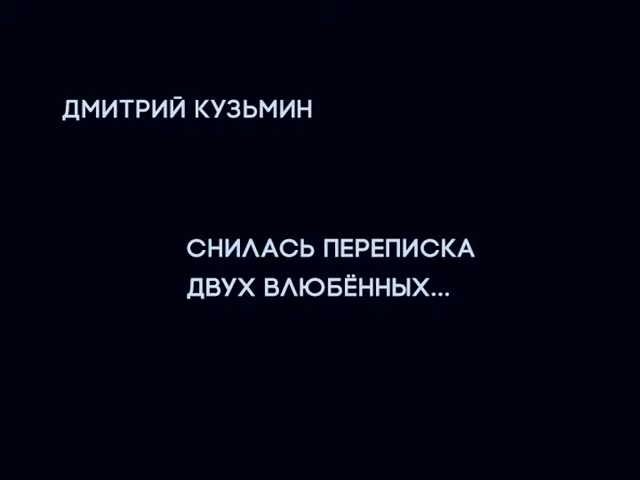 ДМИТРИЙ КУЗЬМИН
СНИЛАСЬ ПЕРЕПИСКА
ДВУХ ВЛЮБЁННЫХ...